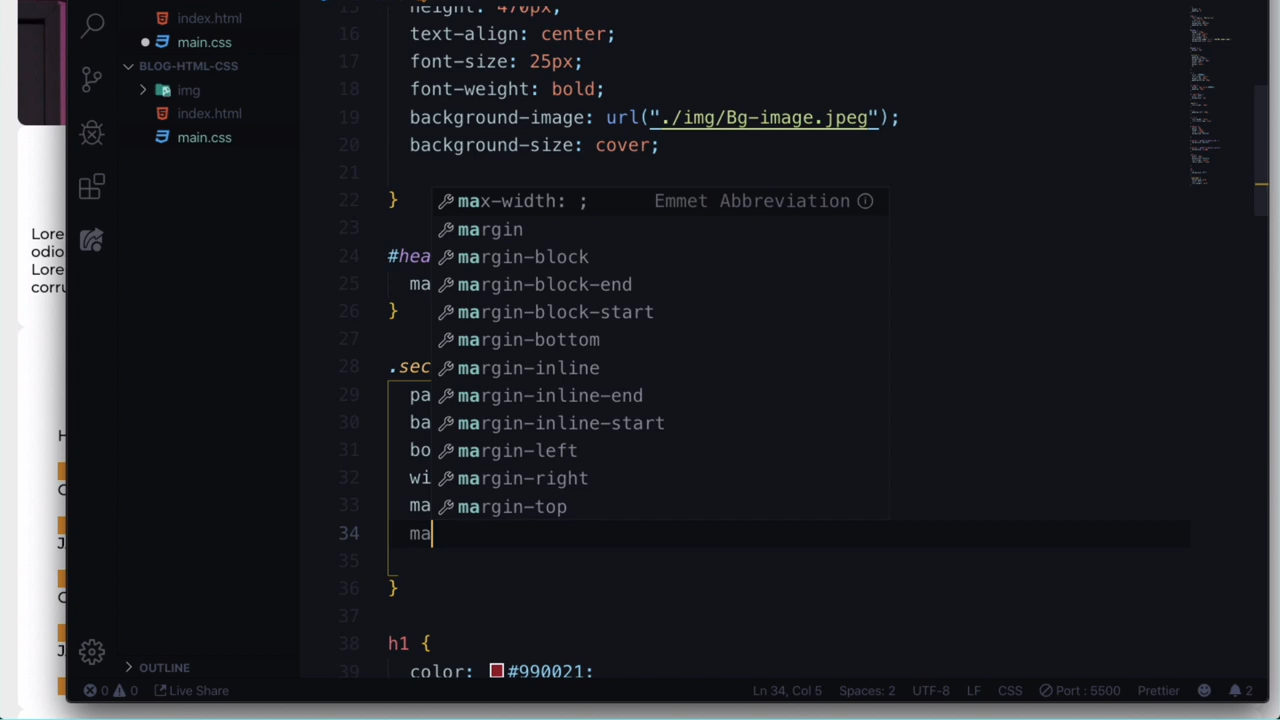 index.html
main.css
BLOG-HTML-CSS
img
index.html
main.css
OUTLINE
Lore
odio
Lore
corru
15 height: 470px;
16 text-align: center;
17 font-size: 25px;
18 font-weight: bold;
19 background-image: url("./img/Bg-image.jpeg");
20 background-size: cover;
21
22 }
23
24 #hea
25 ma
26 }
27
28 .sec
29 pa
30 ba
31 bo
32 wi
33 ma
34 ma
35
36 }
37
38 h1 {
39 color: #990021;
max-width: ; Emmet Abbreviation
margin
margin-block
margin-block-end
margin-block-start
margin-bottom
margin-inline
margin-inline-end
margin-inline-start
margin-left
margin-right
margin-top
0 0 Live Share Ln 34, Col 5 Spaces: 2 UTF-8 LF CSS Port : 5500 Prettier 2